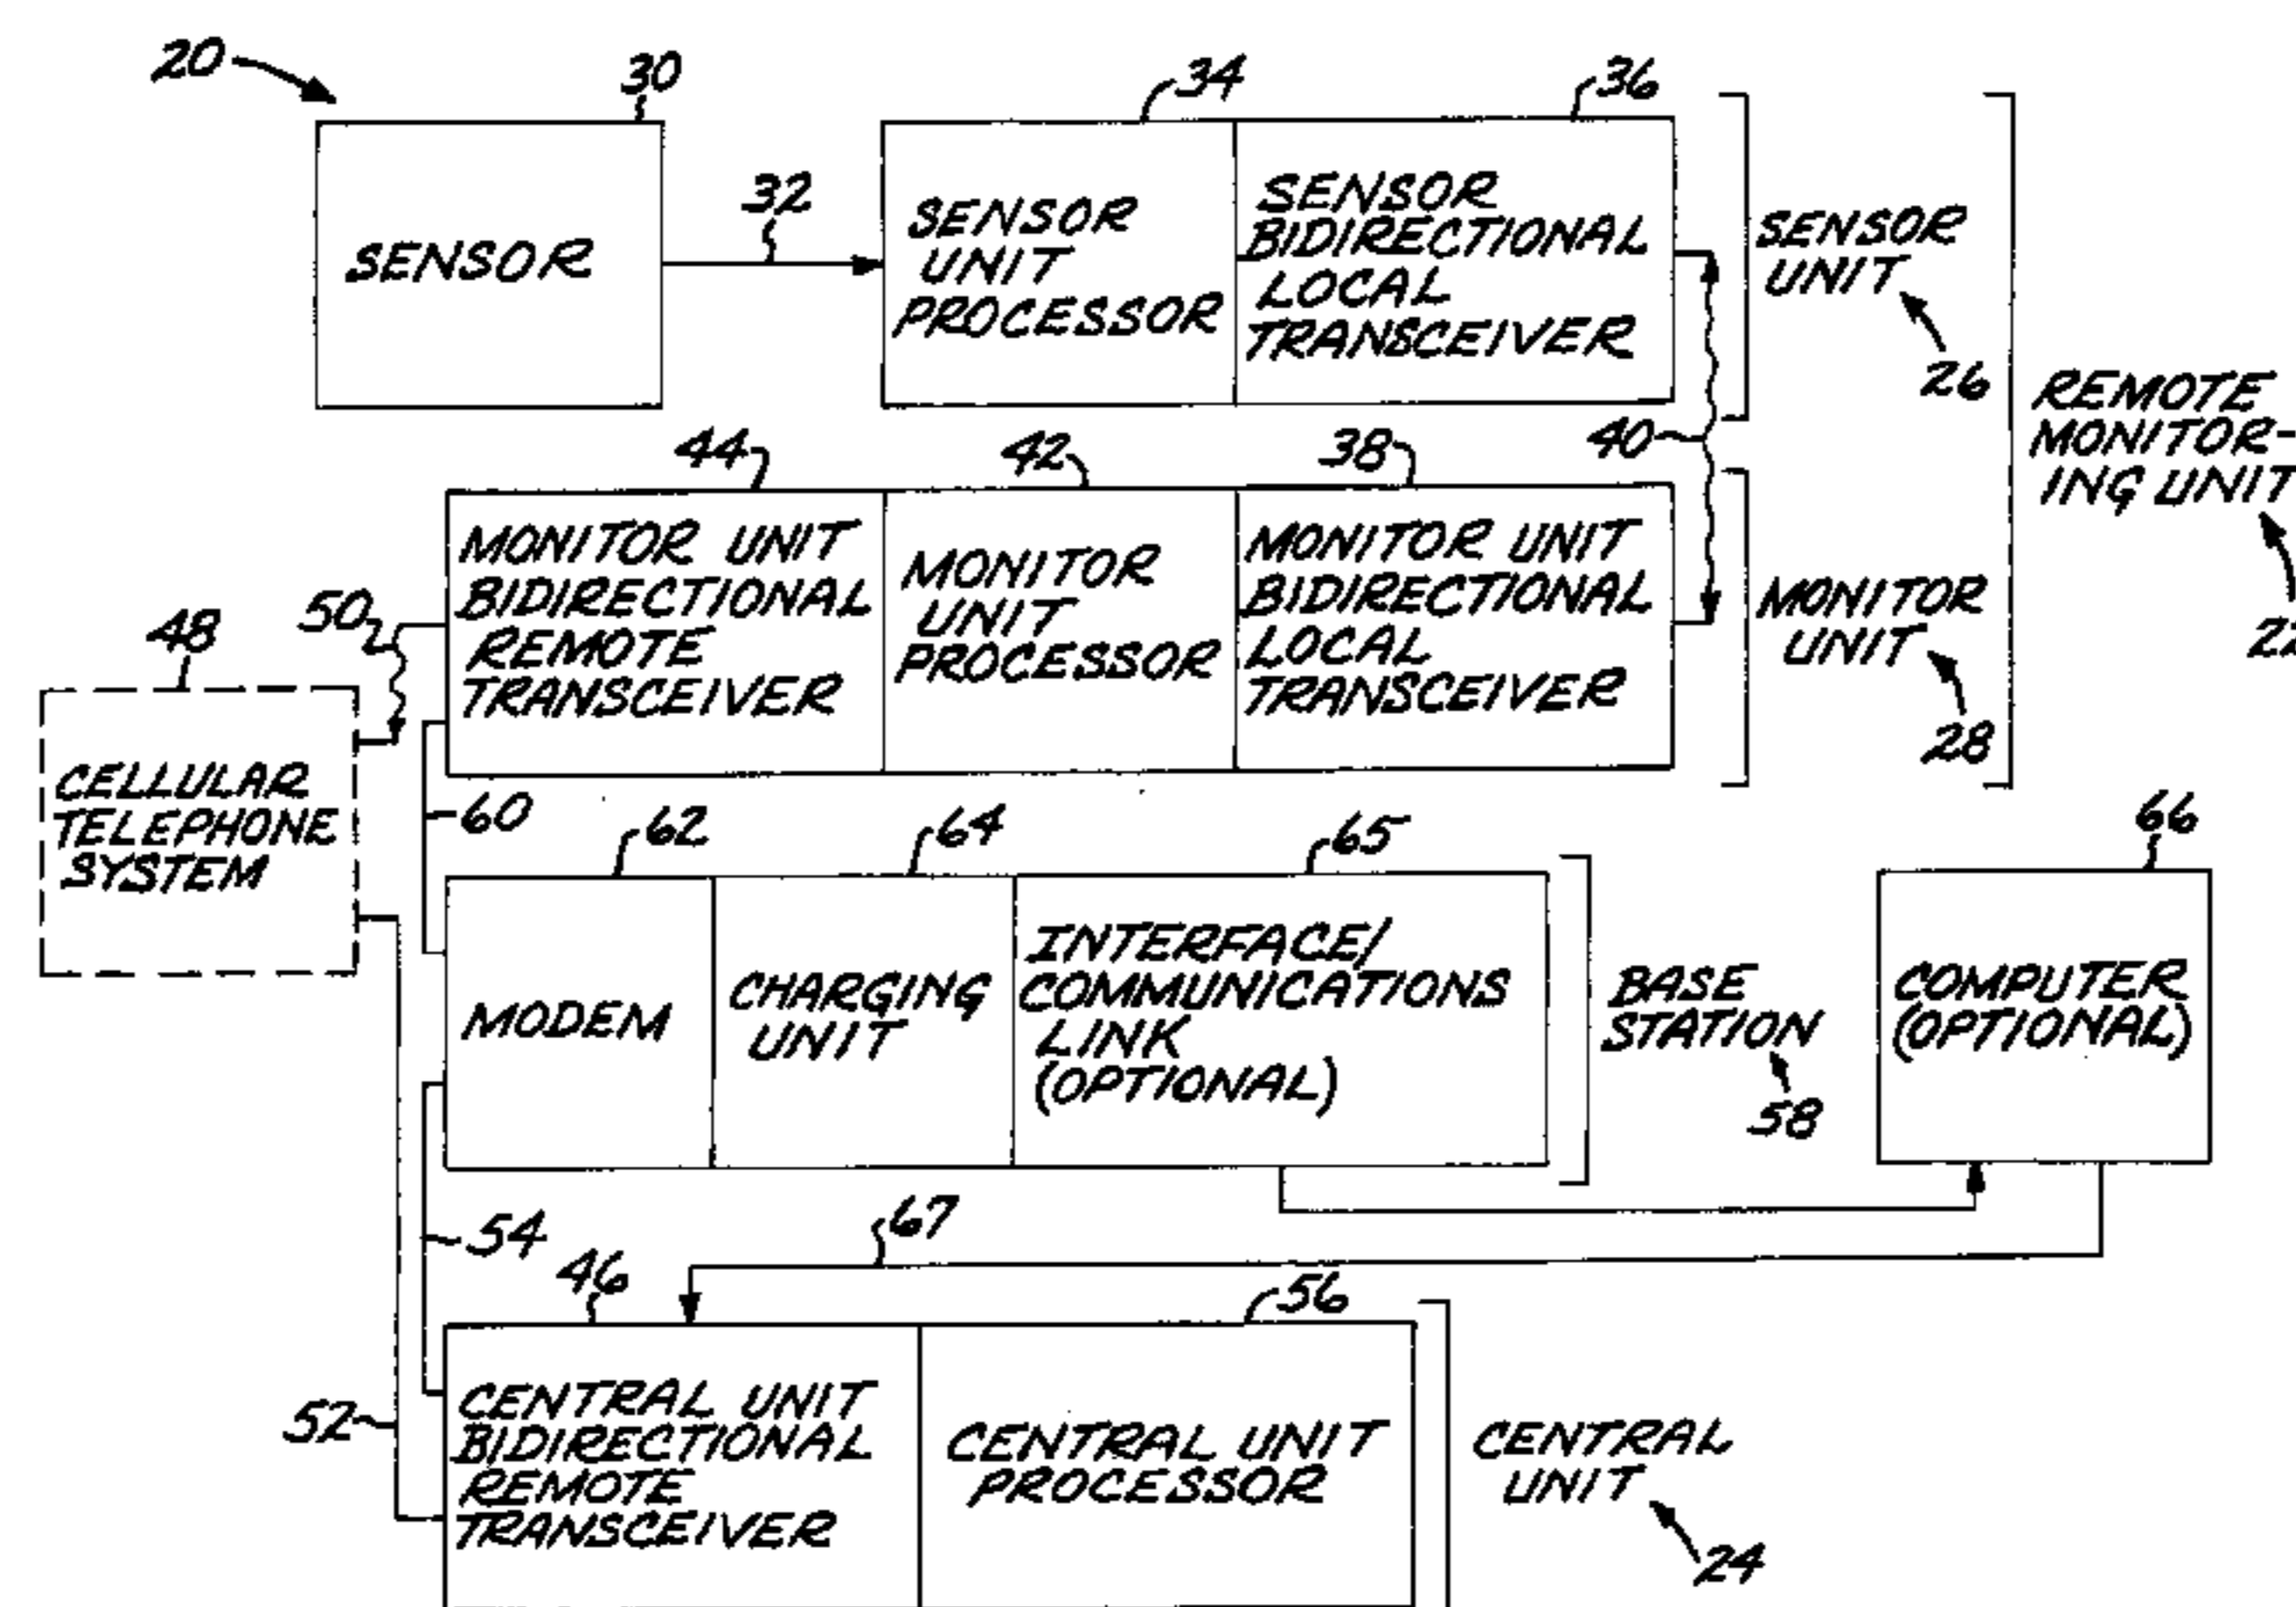 20
30
34
36
32
SENSOR
SENSOR
UNIT
PROCESSOR
SENSOR
BIDIRECTIONAL
LOCAL
TRANSCEIVER
SENSOR
UNIT
26
REMOTE
MONITOR-
ING UNIT
22
40
44
42
38
MONITOR UNIT
BIDIRECTIONAL
REMOTE
TRANSCEIVER
MONITOR
UNIT
PROCESSOR
MONITOR UNIT
BIDIRECTIONAL
LOCAL
TRANSCEIVER
MONITOR
UNIT
28
50
48
CELLULAR
TELEPHONE
SYSTEM
60
62
64
65
66
MODEM
CHARGING
UNIT
INTERFACE/
COMMUNICATIONS
LINK
(OPTIONAL)
BASE
STATION
58
COMPUTER
(OPTIONAL)
54
67
46
56
52
CENTRAL UNIT
BIDIRECTIONAL
REMOTE
TRANSCEIVER
CENTRAL UNIT
PROCESSOR
CENTRAL
UNIT
24